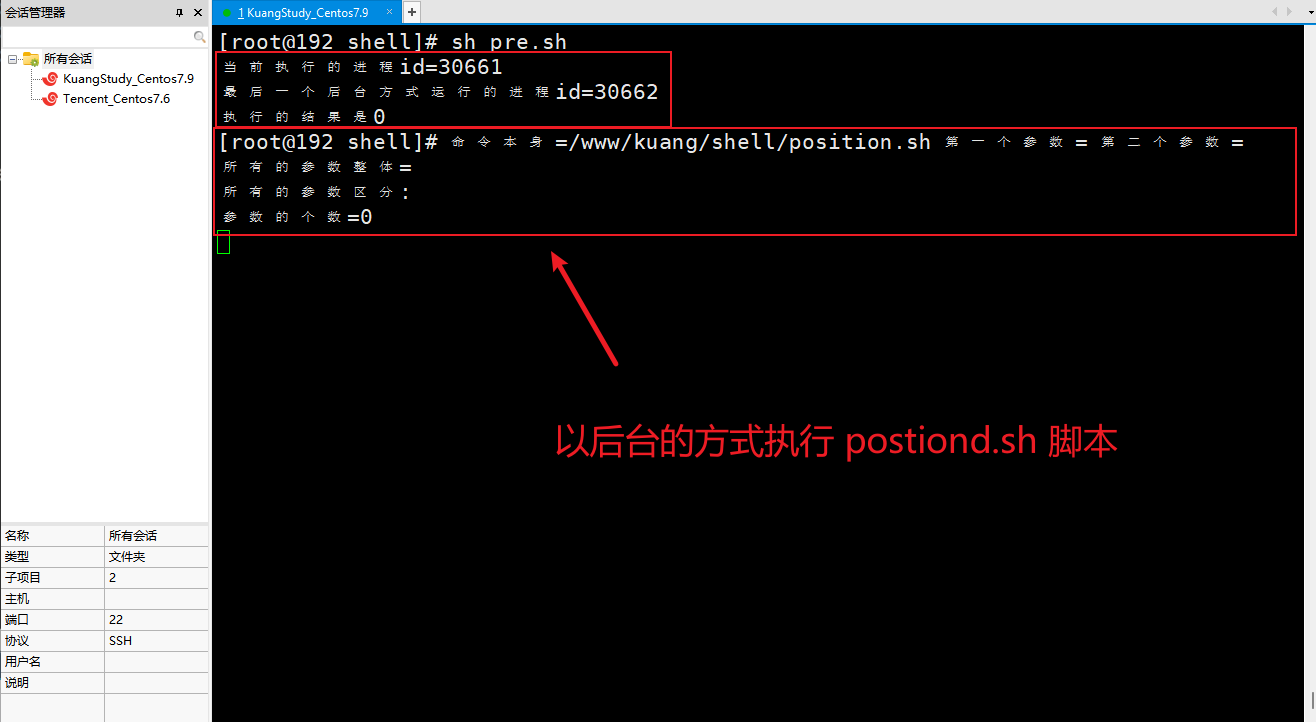 会话管理器
1 KuangStudy_Centos7.9 × +
所有会话
KuangStudy_Centos7.9
Tencent_Centos7.6
名称 所有会话
类型 文件夹
子项目 2
主机
端口 22
协议 SSH
用户名
说明
[root@192 shell]# sh pre.sh
当前执行的进程id=30661
最后一个后台方式运行的进程id=30662
执行的结果是0
[root@192 shell]# 命令本身=/www/kuang/shell/position.sh 第一个参数= 第二个参数=
所有的参数整体=
所有的参数区分:
参数的个数=0
以后台的方式执行 postiond.sh 脚本